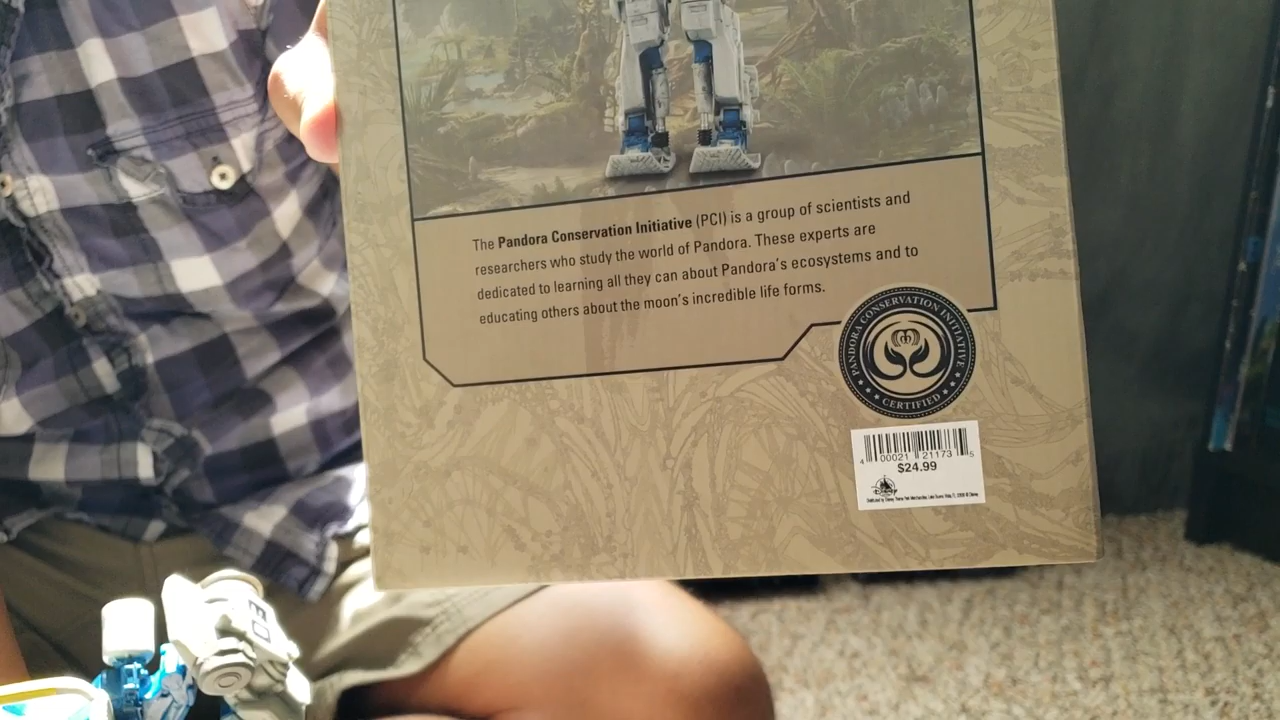 The Pandora Conservation Initiative (PCI) is a group of scientists and
researchers who study the world of Pandora. These experts are
dedicated to learning all they can about Pandora's ecosystems and to
educating others about the moon's incredible life forms.
PANDORA CONSERVATION INITIATIVE
CERTIFIED
4 00021 21173 5
$24.99
Disney